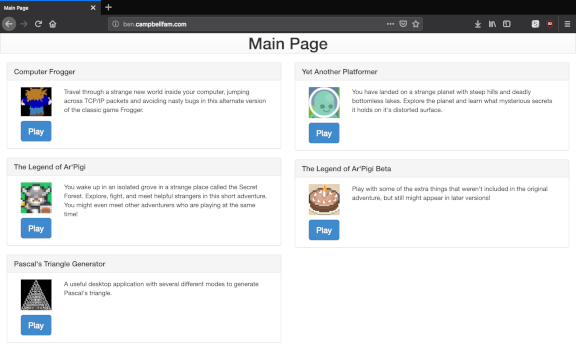 Main Page
ben.campbellfam.com
Main Page
Computer Frogger
Travel through a strange new world inside your computer, jumping
across TCP/IP packets and avoiding nasty bugs in this alternate version
of the classic game Frogger.
Play
Yet Another Platformer
You have landed on a strange planet with steep hills and deadly
bottomless lakes. Explore the planet and learn what mysterious secrets
it holds on it's distorted surface.
Play
The Legend of Ar'Pigi
You wake up in an isolated grove in a strange place called the Secret
Forest. Explore, fight, and meet helpful strangers in this short adventure.
You might even meet other adventurers who are playing at the same
time!
Play
The Legend of Ar'Pigi Beta
Play with some of the extra things that weren't included in the original
adventure, but still might appear in later versions!
Play
Pascal's Triangle Generator
A useful desktop application with several different modes to generate
Pascal's triangle.
Play